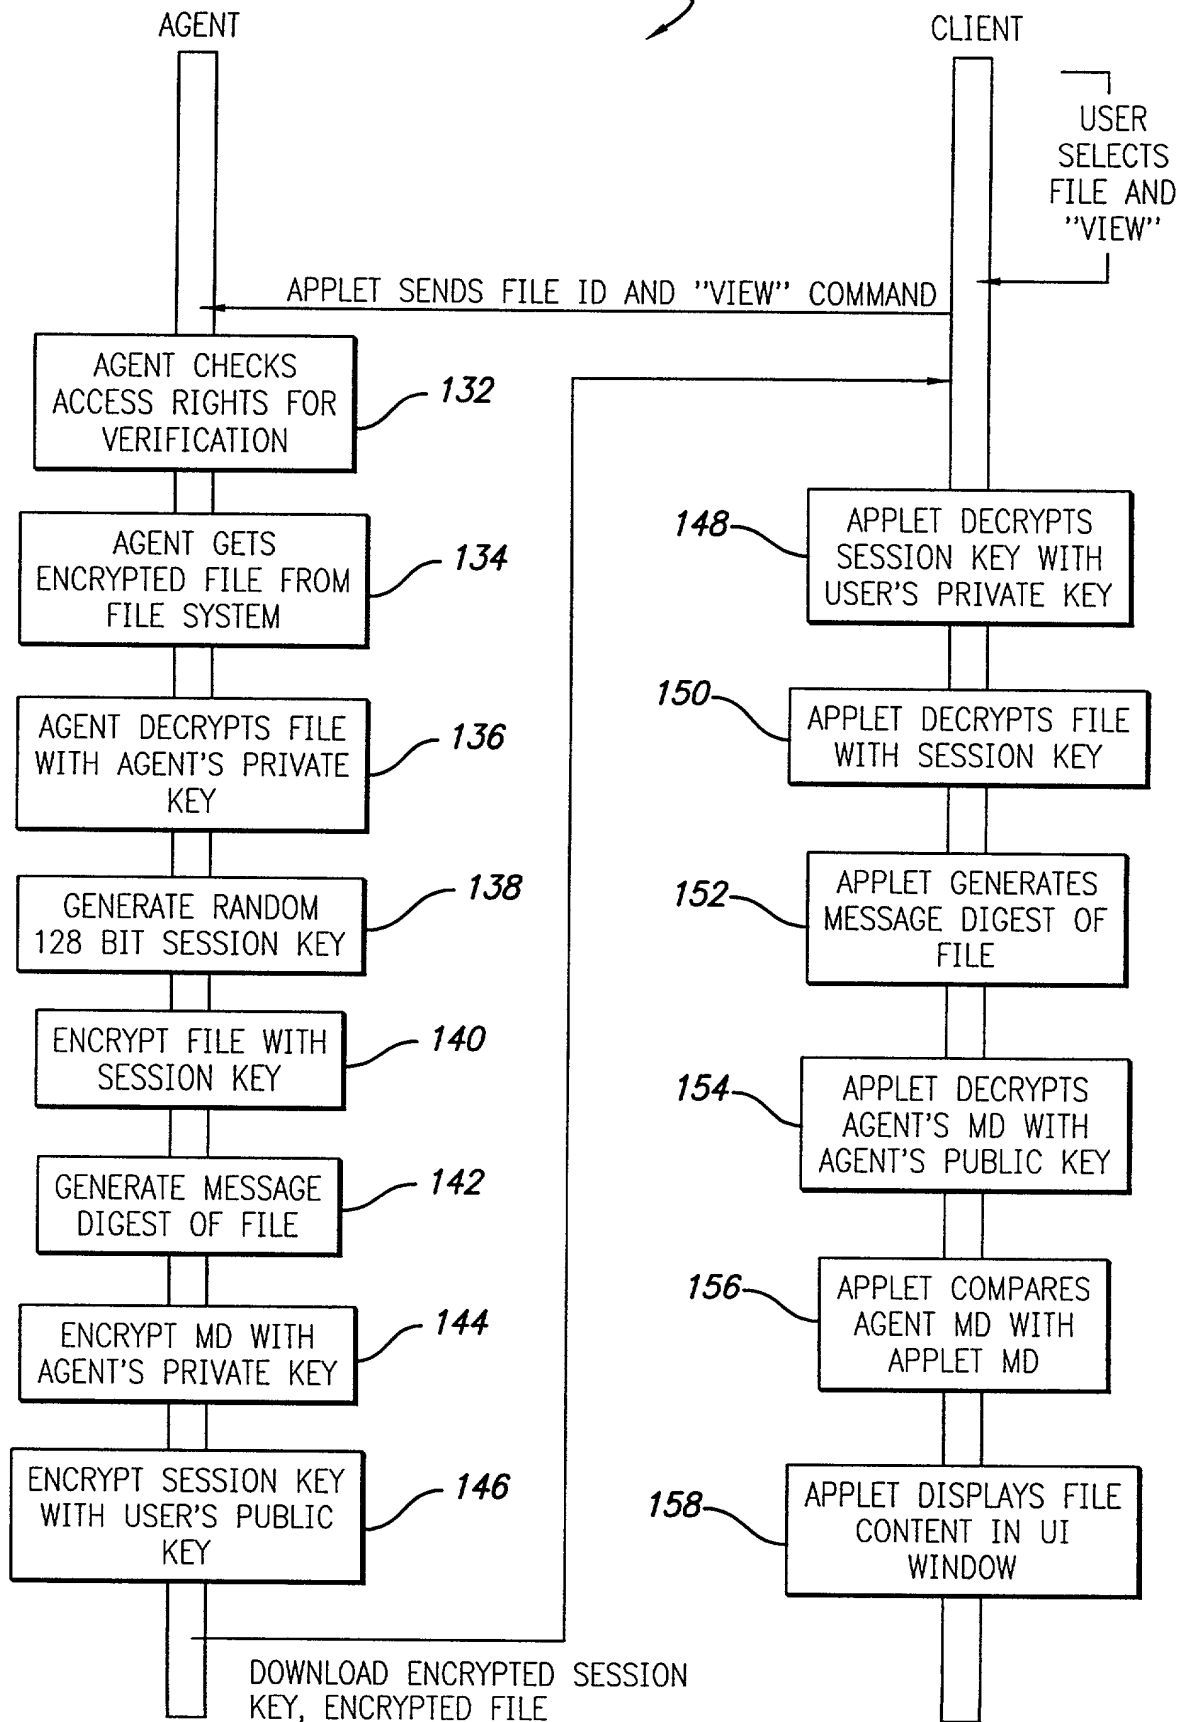 AGENT
CLIENT
USER
SELECTS
FILE AND
"VIEW"
APPLET SENDS FILE ID AND "VIEW" COMMAND
AGENT CHECKS
ACCESS RIGHTS FOR
VERIFICATION
132
AGENT GETS
ENCRYPTED FILE FROM
FILE SYSTEM
134
AGENT DECRYPTS FILE
WITH AGENT'S PRIVATE
KEY
136
GENERATE RANDOM
128 BIT SESSION KEY
138
ENCRYPT FILE WITH
SESSION KEY
140
GENERATE MESSAGE
DIGEST OF FILE
142
ENCRYPT MD WITH
AGENT'S PRIVATE KEY
144
ENCRYPT SESSION KEY
WITH USER'S PUBLIC
KEY
146
DOWNLOAD ENCRYPTED SESSION
KEY, ENCRYPTED FILE
148
APPLET DECRYPTS
SESSION KEY WITH
USER'S PRIVATE KEY
150
APPLET DECRYPTS FILE
WITH SESSION KEY
152
APPLET GENERATES
MESSAGE DIGEST OF
FILE
154
APPLET DECRYPTS
AGENT'S MD WITH
AGENT'S PUBLIC KEY
156
APPLET COMPARES
AGENT MD WITH
APPLET MD
158
APPLET DISPLAYS FILE
CONTENT IN UI
WINDOW